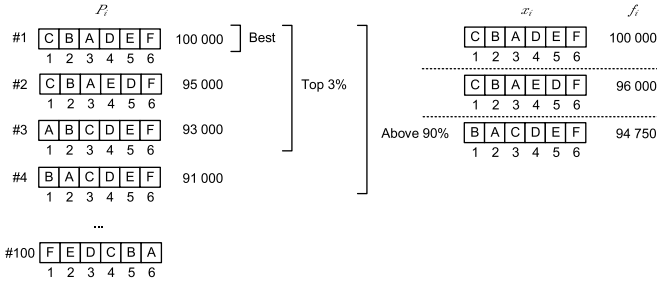 P_i x_i f_i
#1 C B A D E F 100 000 Best C B A D E F 100 000
1 2 3 4 5 6 1 2 3 4 5 6
#2 C B A E D F 95 000 Top 3% C B A E D F 96 000
1 2 3 4 5 6 1 2 3 4 5 6
#3 A B C D E F 93 000 Above 90% B A C D E F 94 750
1 2 3 4 5 6 1 2 3 4 5 6
#4 B A C D E F 91 000
1 2 3 4 5 6
...
#100 F E D C B A
1 2 3 4 5 6